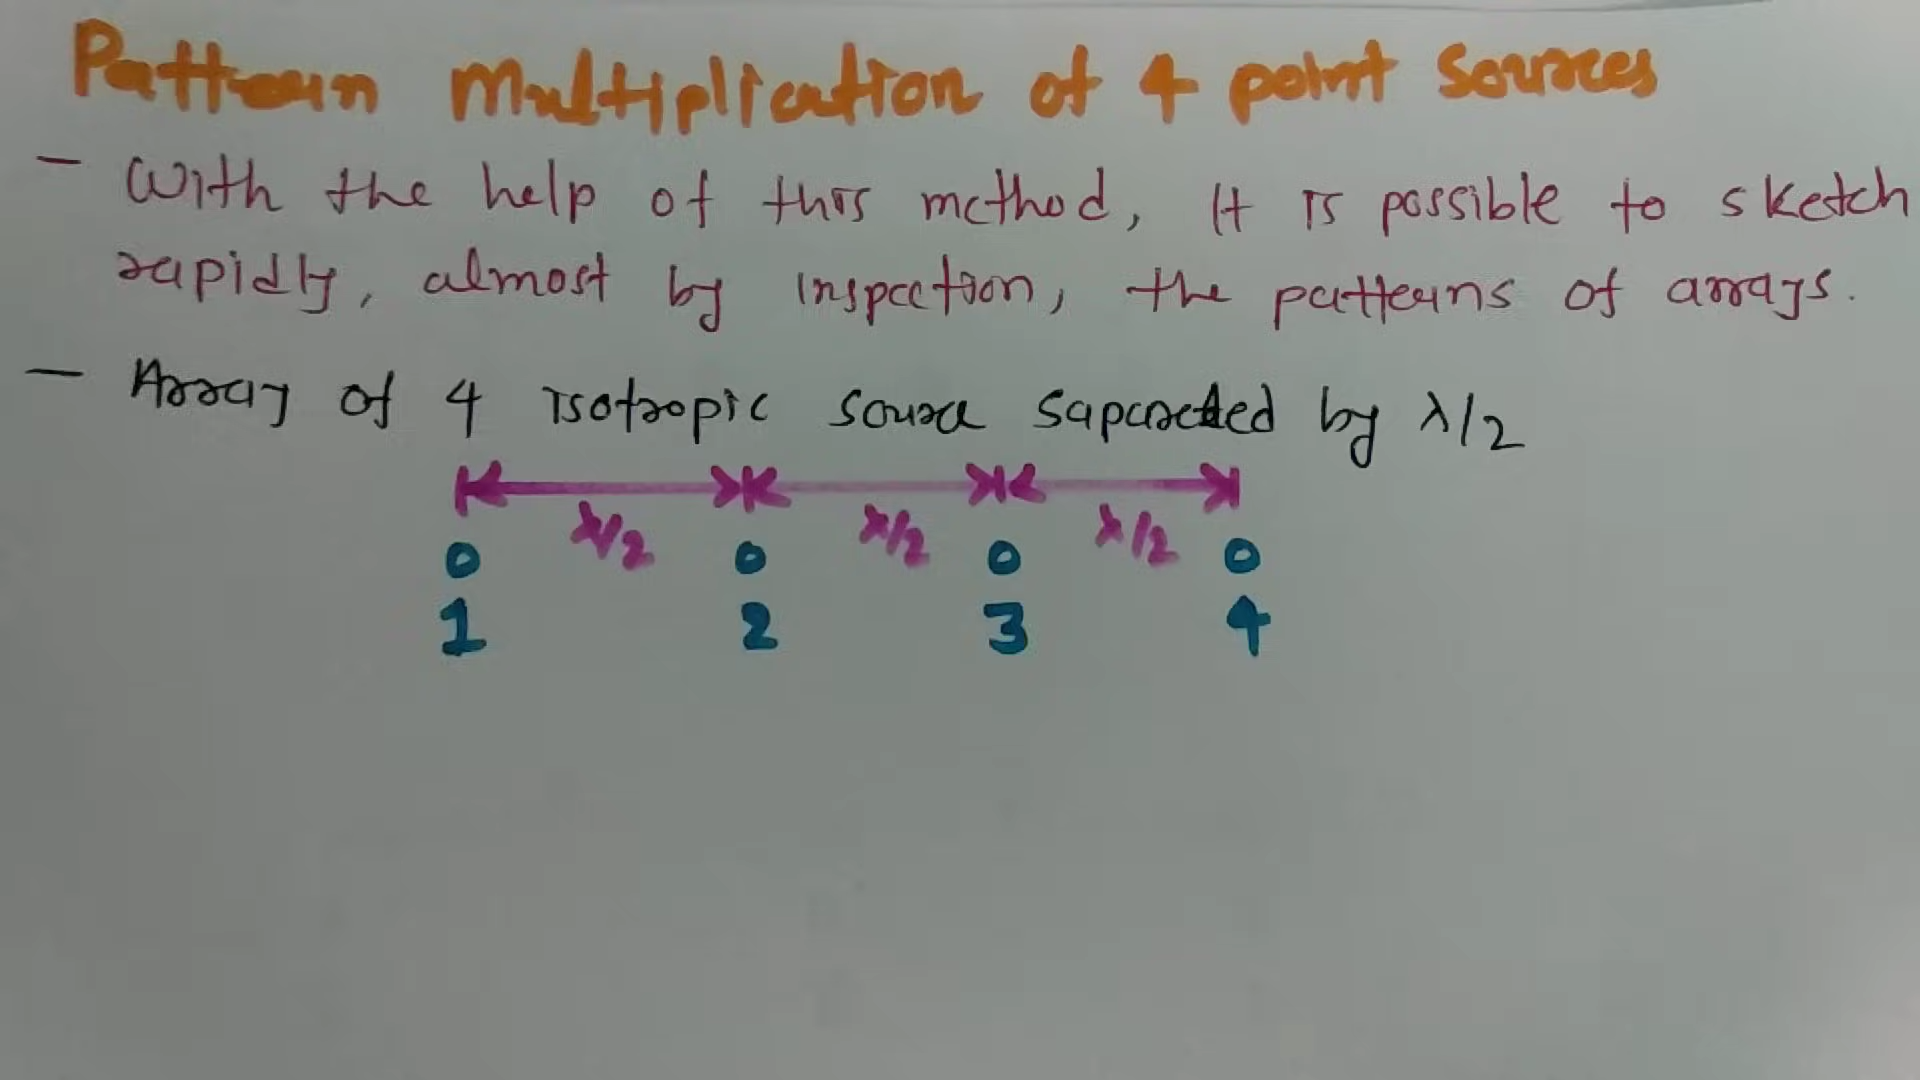 Pattern Multiplication of 4 point Sources
- With the help of this method, It is possible to sketch
rapidly, almost by inspection, the patterns of arrays.
- Array of 4 isotropic source saparated by λ/2
λ/2 λ/2 λ/2
1 2 3 4